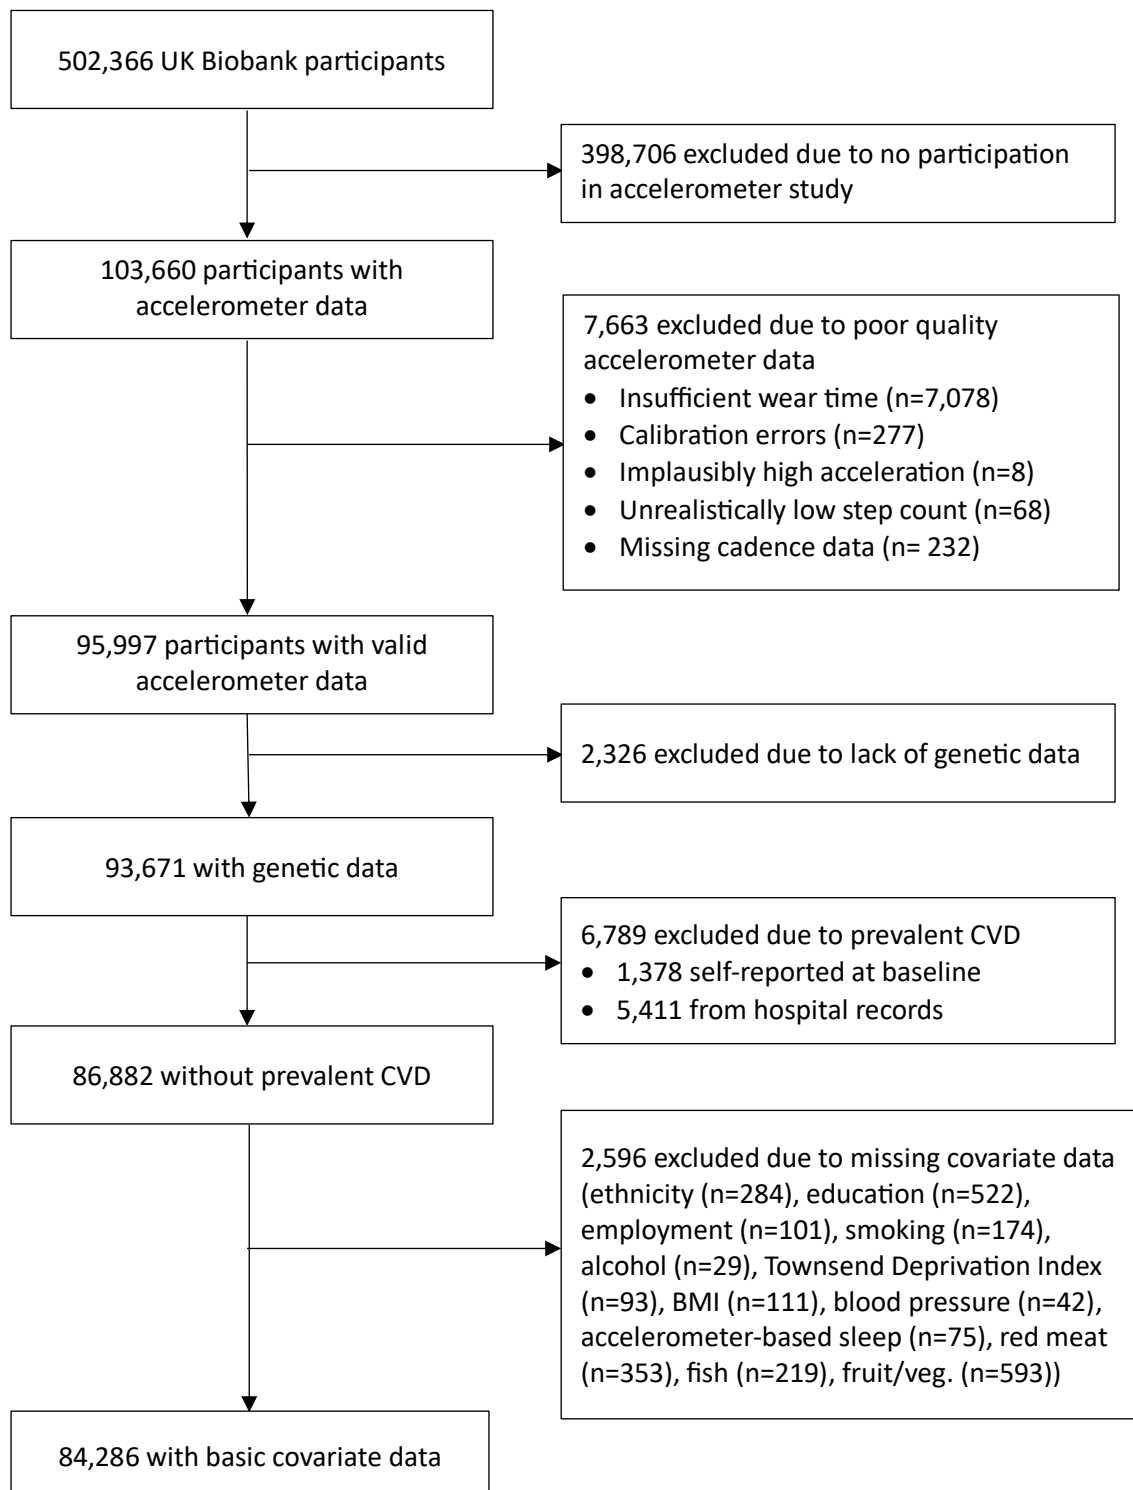 502,366 UK Biobank participants
398,706 excluded due to no participation
in accelerometer study
103,660 participants with
accelerometer data
7,663 excluded due to poor quality
accelerometer data
• Insufficient wear time (n=7,078)
• Calibration errors (n=277)
• Implausibly high acceleration (n=8)
• Unrealistically low step count (n=68)
• Missing cadence data (n= 232)
95,997 participants with valid
accelerometer data
2,326 excluded due to lack of genetic data
93,671 with genetic data
6,789 excluded due to prevalent CVD
• 1,378 self-reported at baseline
• 5,411 from hospital records
86,882 without prevalent CVD
2,596 excluded due to missing covariate data
(ethnicity (n=284), education (n=522),
employment (n=101), smoking (n=174),
alcohol (n=29), Townsend Deprivation Index
(n=93), BMI (n=111), blood pressure (n=42),
accelerometer-based sleep (n=75), red meat
(n=353), fish (n=219), fruit/veg. (n=593))
84,286 with basic covariate data